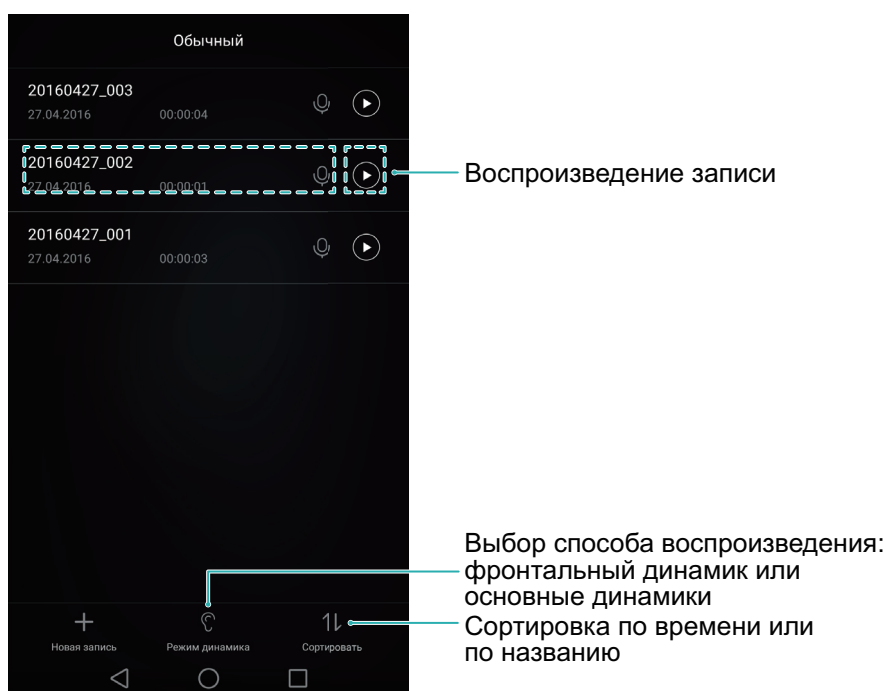 Обычный
20160427_003
27.04.2016 00:00:04
20160427_002
27.04.2016 00:00:01
Воспроизведение записи
20160427_001
27.04.2016 00:00:03
Выбор способа воспроизведения:
фронтальный динамик или
основные динамики
Сортировка по времени или
по названию
Новая запись Режим динамика Сортировать